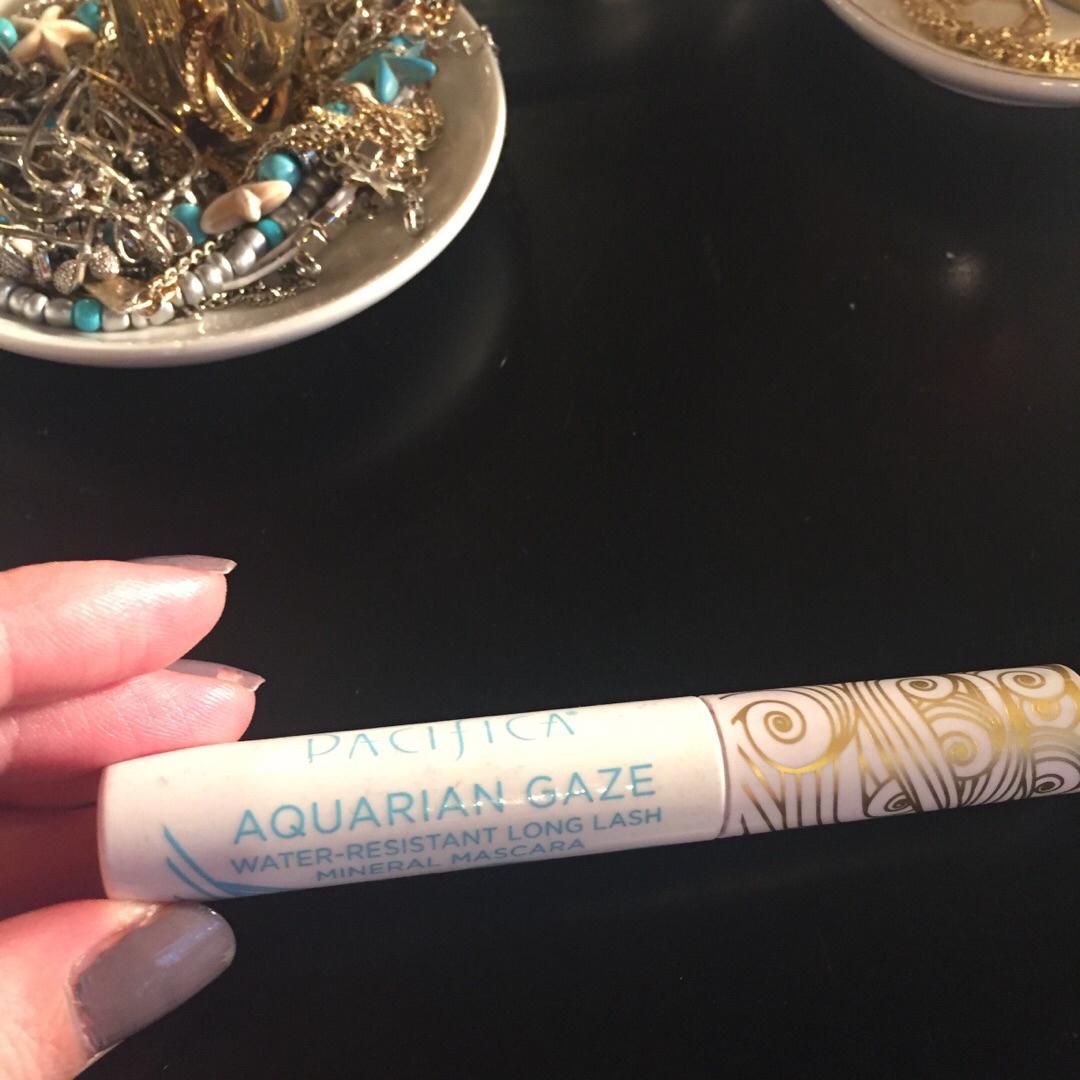 PACIFICA®
AQUARIAN GAZE
WATER-RESISTANT LONG LASH
MINERAL MASCARA